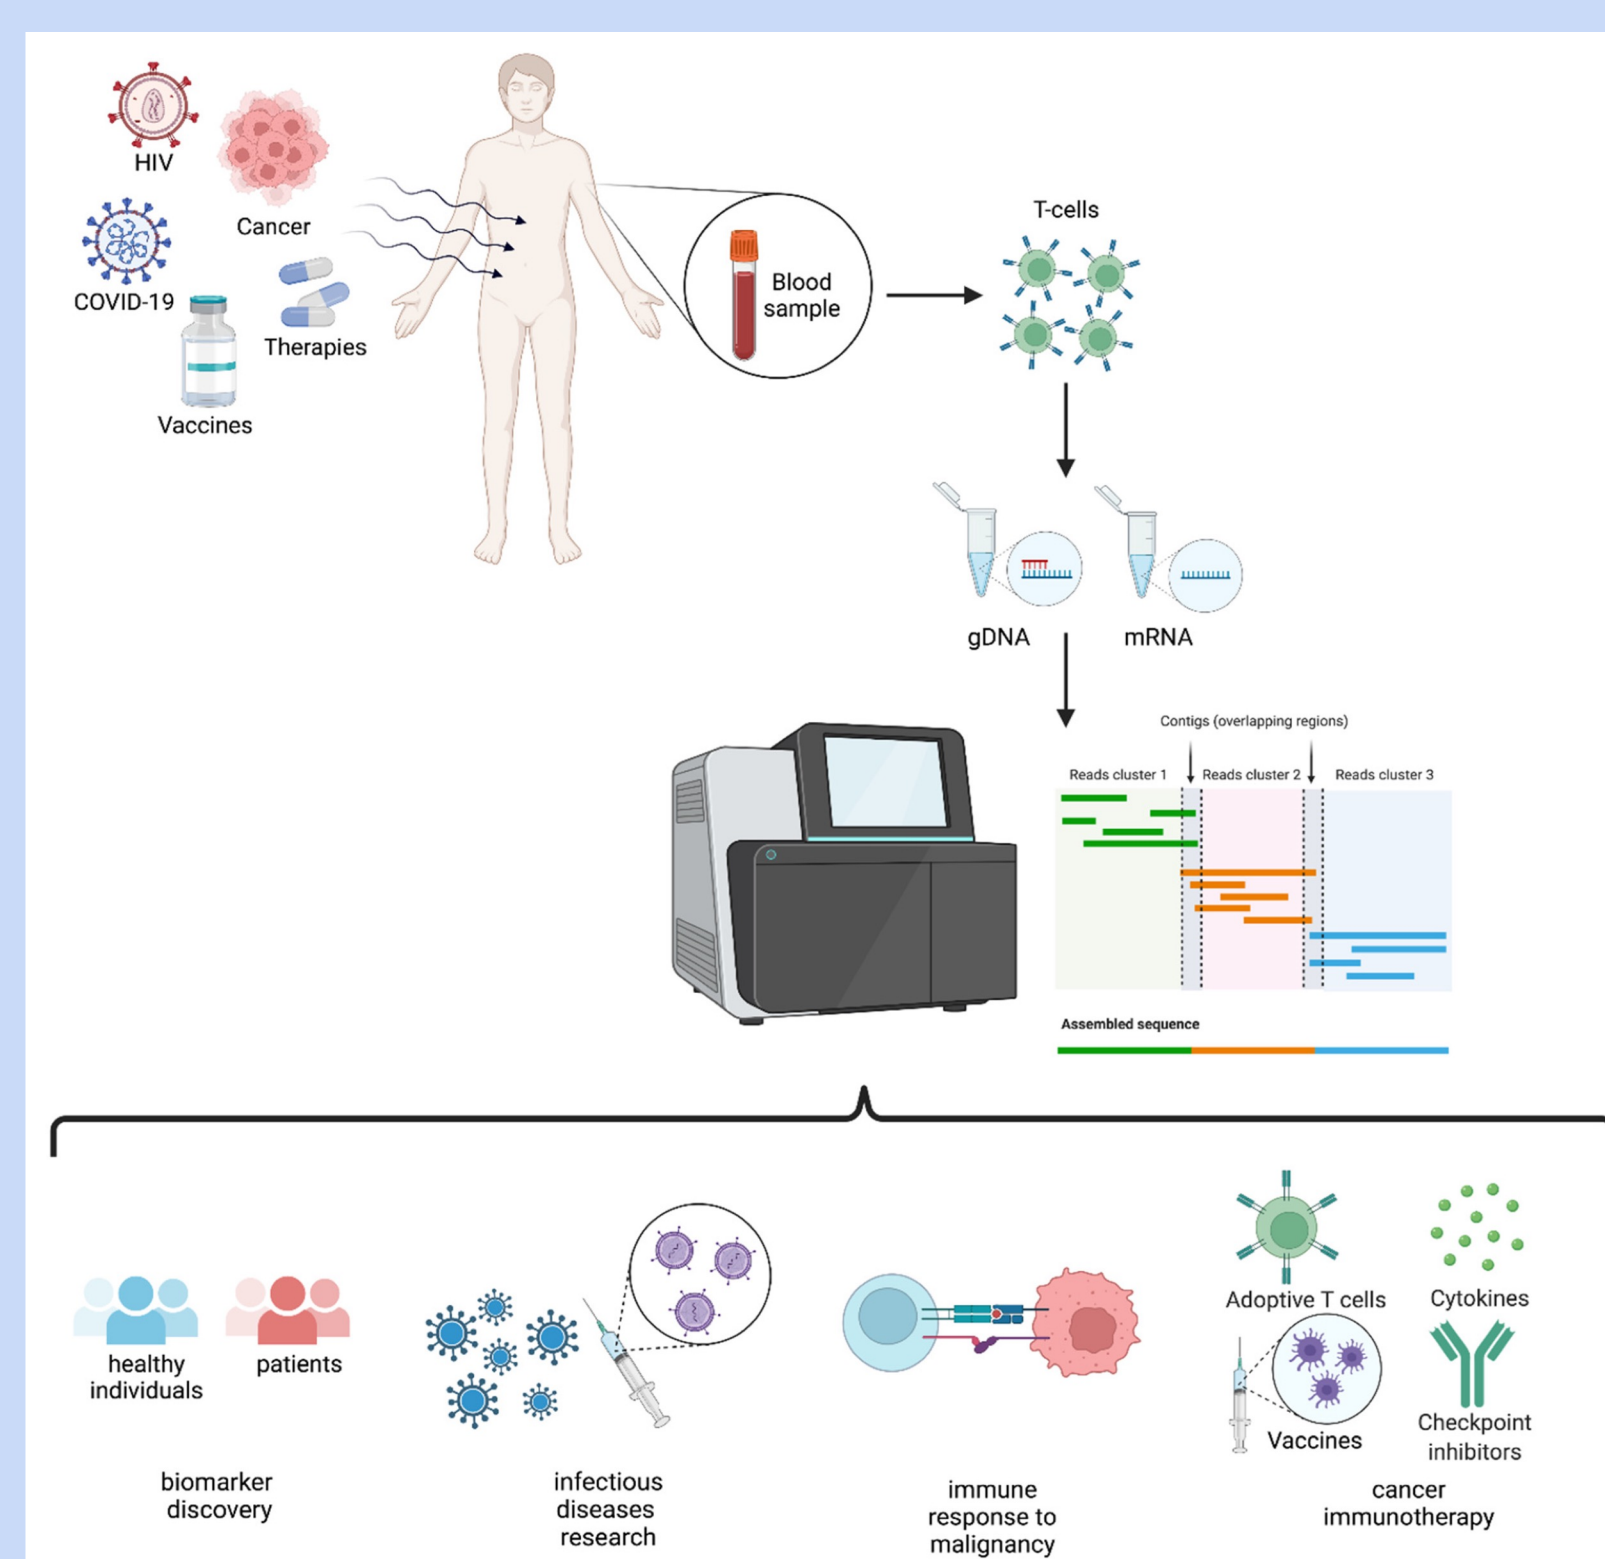 HIV
Cancer
COVID-19
Therapies
Vaccines
Blood
sample
T-cells
gDNA
mRNA
Contigs (overlapping regions)
Reads cluster 1
Reads cluster 2
Reads cluster 3
Assembled sequence
healthy
individuals
patients
Adoptive T cells
Cytokines
Vaccines
Checkpoint
inhibitors
biomarker
discovery
infectious
diseases
research
immune
response to
malignancy
cancer
immunotherapy